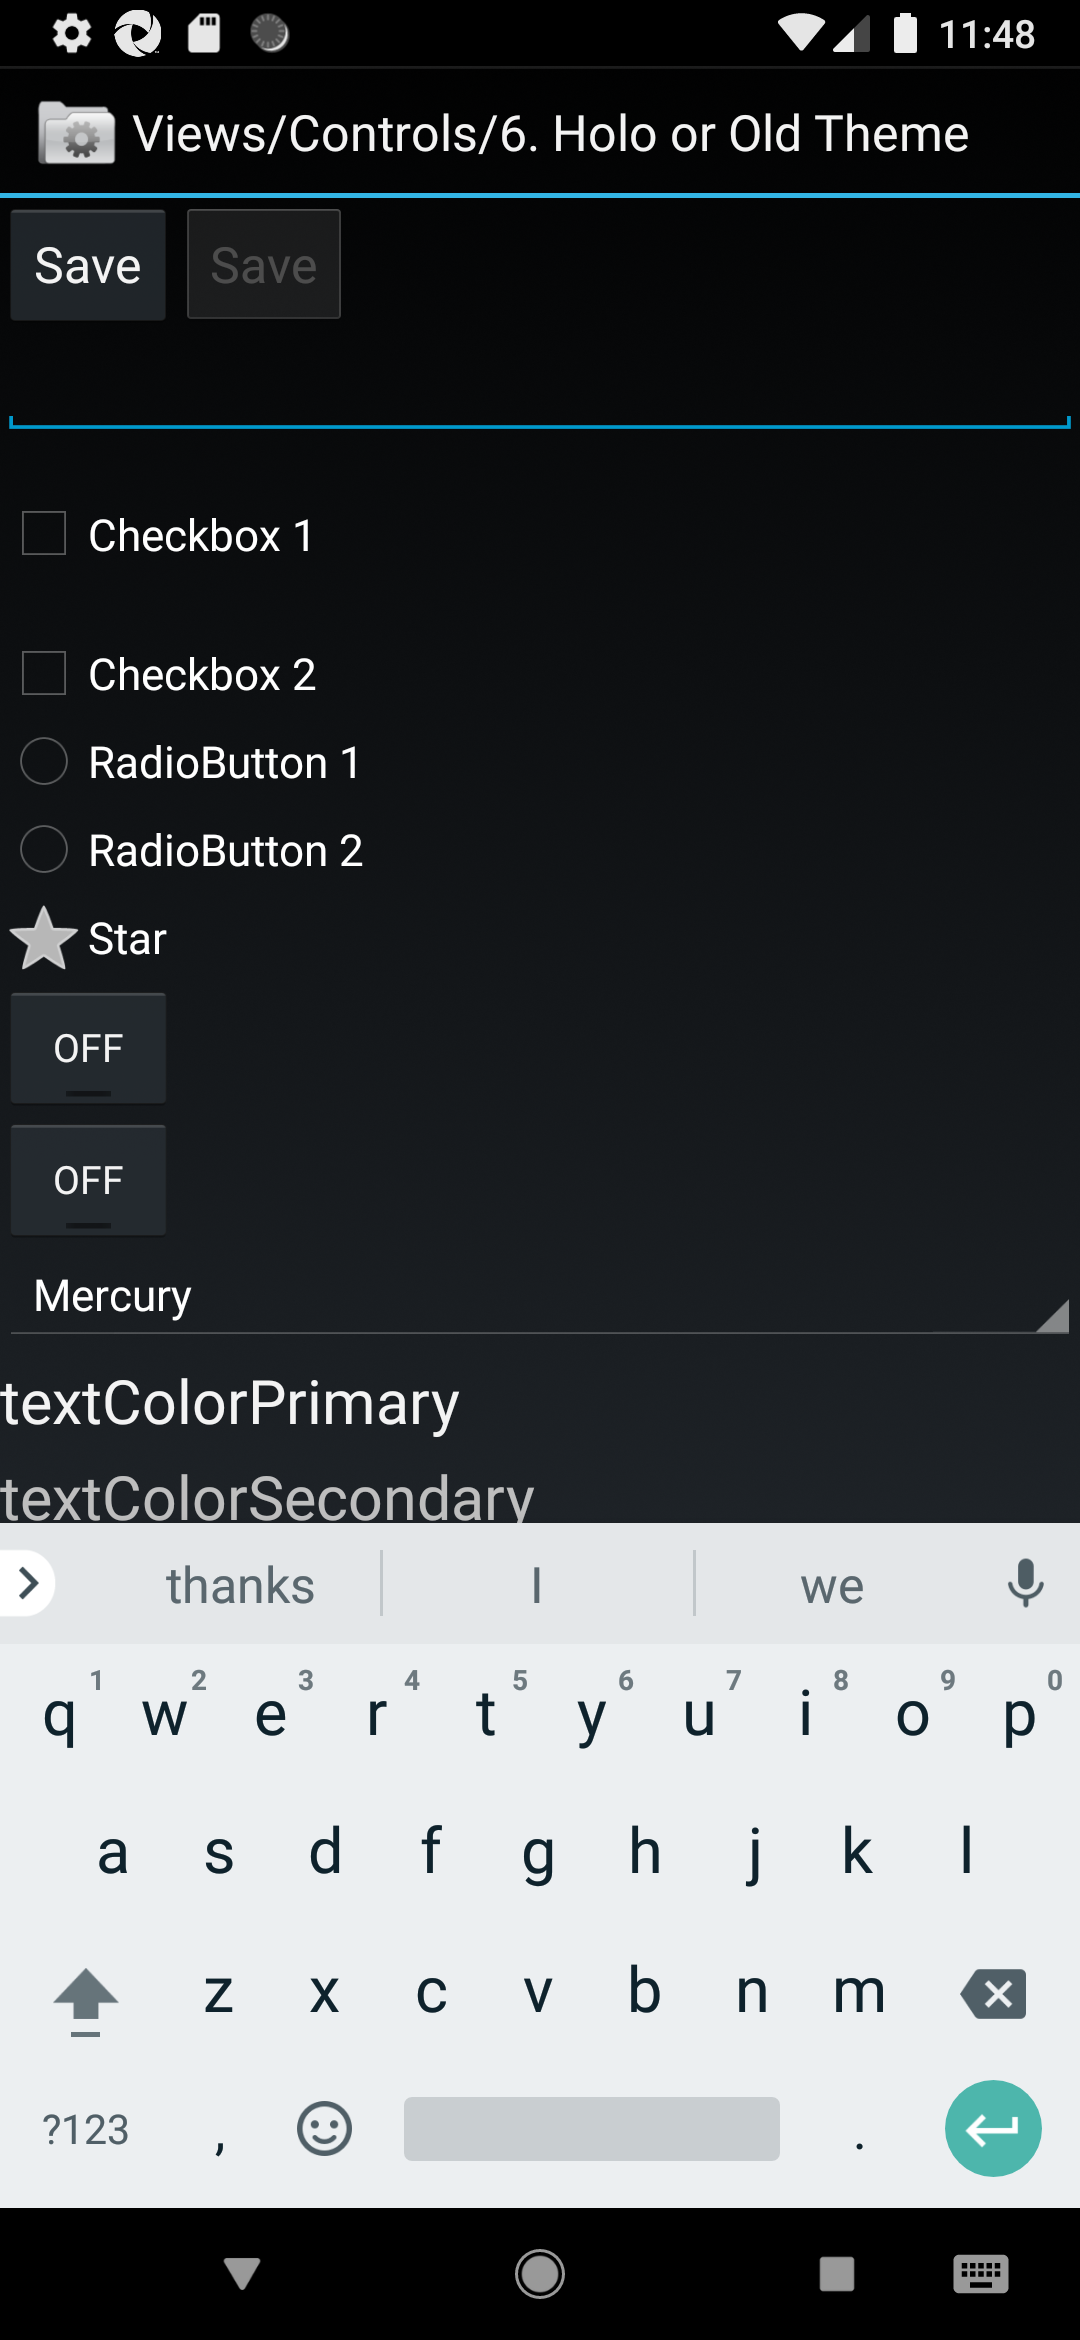 11:48
Views/Controls/6. Holo or Old Theme
Save Save
Checkbox 1
Checkbox 2
RadioButton 1
RadioButton 2
Star
OFF
OFF
Mercury
textColorPrimary
textColorSecondary
thanks I we
1 2 3 4 5 6 7 8 9 0
q w e r t y u i o p
a s d f g h j k l
z x c v b n m
?123 , .